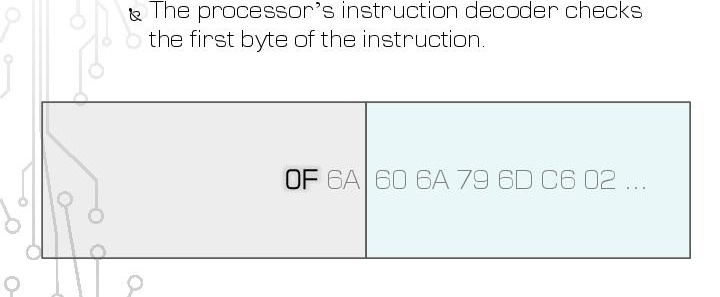 The processor's instruction decoder checks
the first byte of the instruction.
0F 6A 60 6A 79 6D C6 02 ...